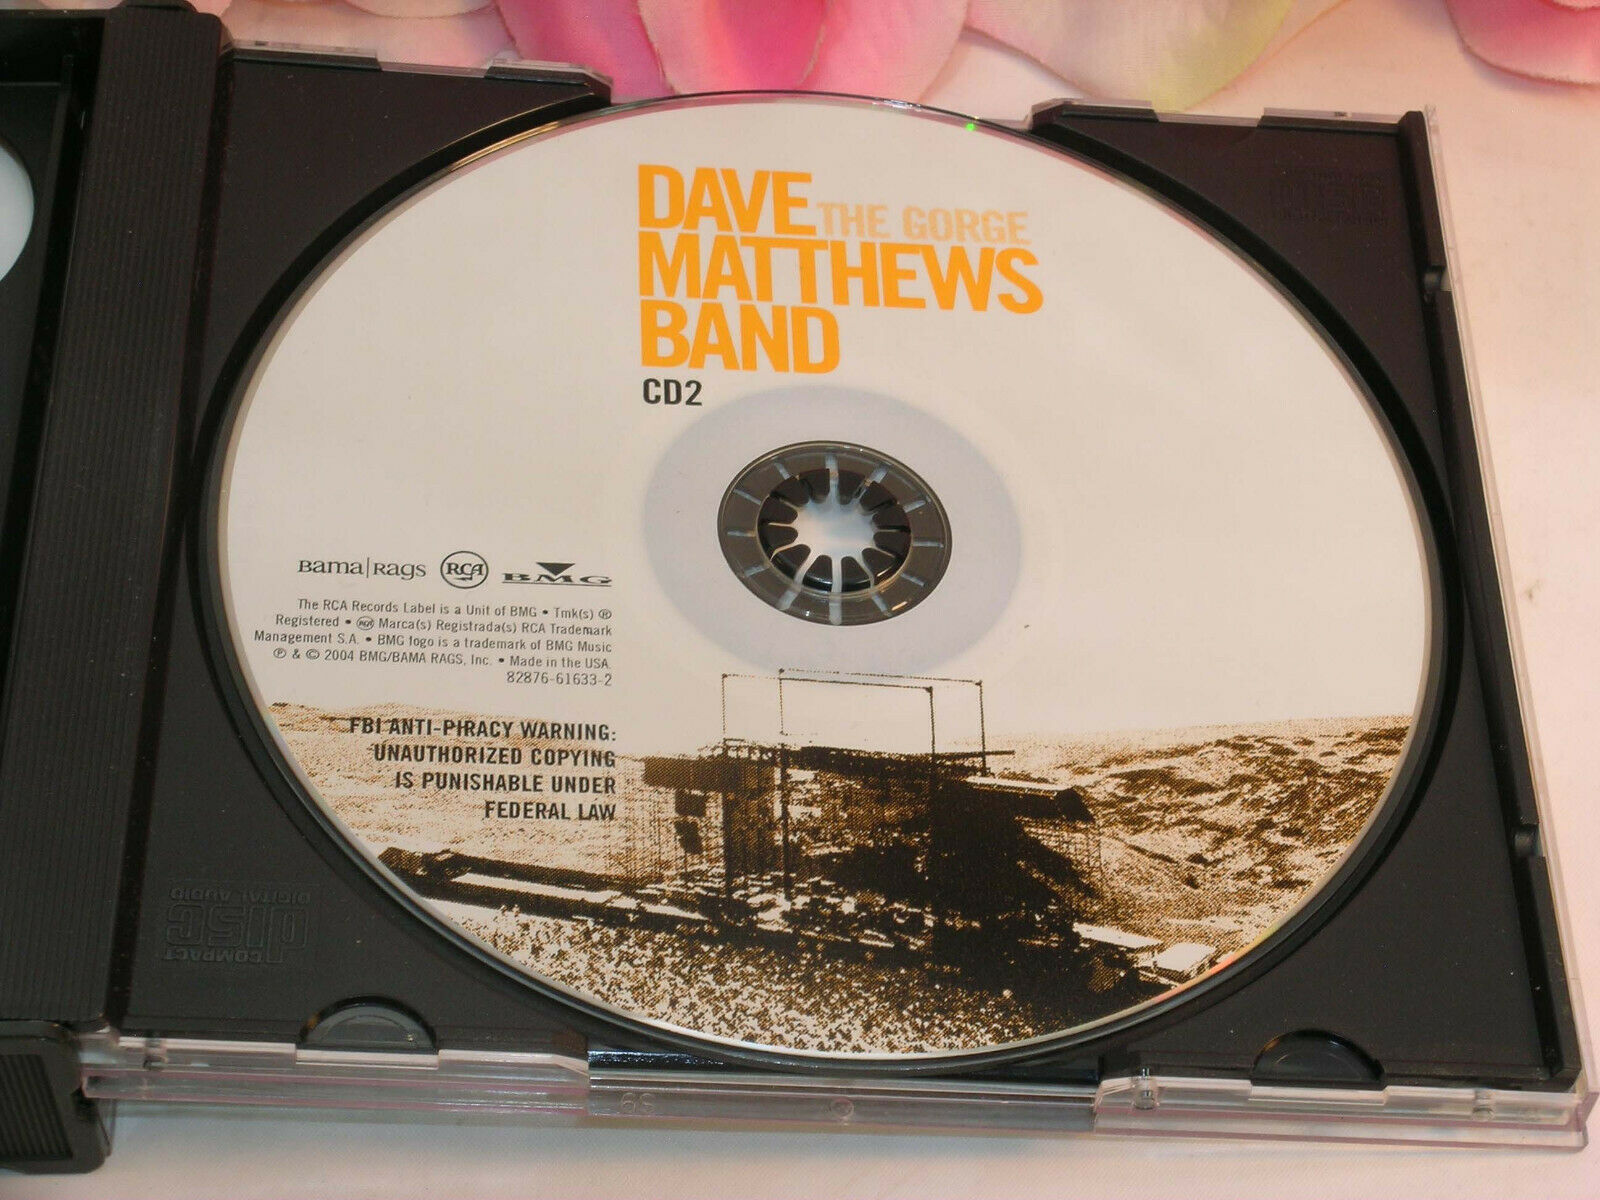 DAVE THE GORGE
MATTHEWS
BAND
CD2
Bama|Rags RCA BMG
The RCA Records Label is a Unit of BMG • Tmk(s) ®
Registered • RCA Marca(s) Registrada(s) RCA Trademark
Management S.A. • BMG logo is a trademark of BMG Music
℗ & © 2004 BMG/BAMA RAGS, Inc. • Made in the USA.
82876-61633-2
FBI ANTI-PIRACY WARNING:
UNAUTHORIZED COPYING
IS PUNISHABLE UNDER
FEDERAL LAW
COMPACT
disc
DIGITAL AUDIO